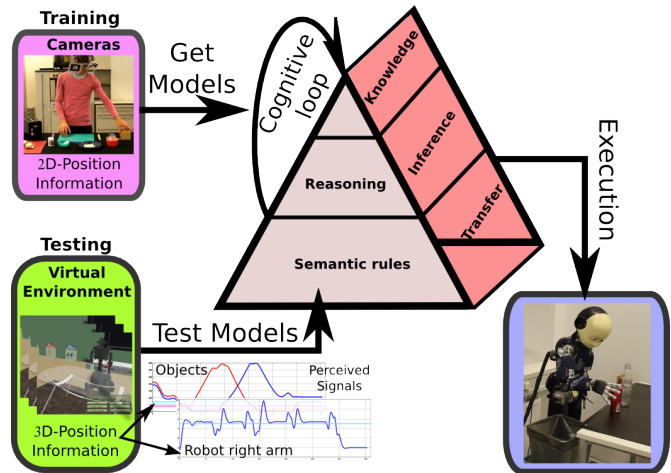 Training
Cameras
2D-Position
Information
Get
Models
Cognitive
loop
Knowledge
Inference
Transfer
Reasoning
Semantic rules
Execution
Testing
Virtual
Environment
3D-Position
Information
Test Models
Objects
Perceived
Signals
Robot right arm